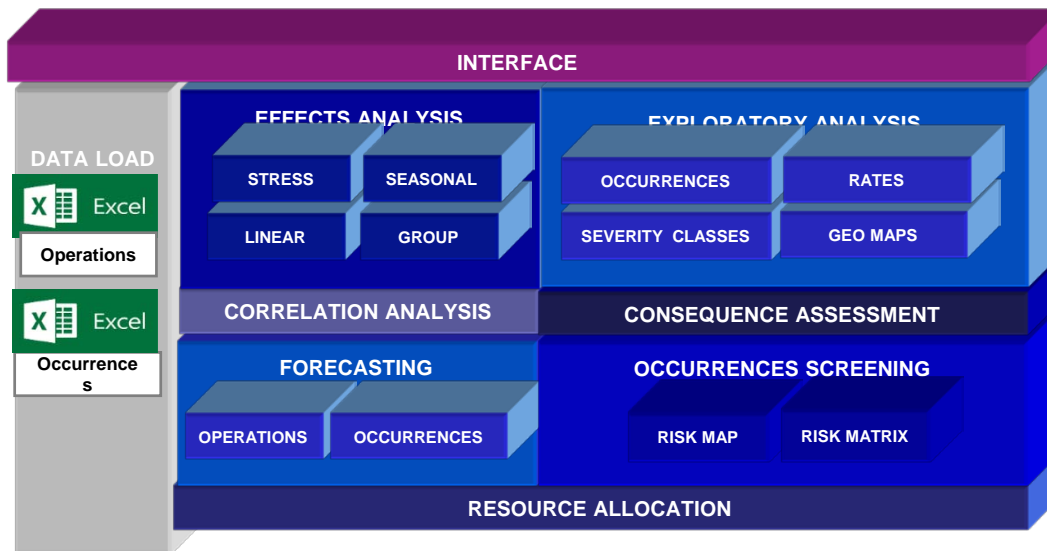 INTERFACE
DATA LOAD
X Excel
Operations
X Excel
Occurrence
s
EFFECTS ANALYSIS
STRESS
SEASONAL
LINEAR
GROUP
EXPLORATORY ANALYSIS
OCCURRENCES
RATES
SEVERITY CLASSES
GEO MAPS
CORRELATION ANALYSIS
CONSEQUENCE ASSESSMENT
FORECASTING
OPERATIONS
OCCURRENCES
OCCURRENCES SCREENING
RISK MAP
RISK MATRIX
RESOURCE ALLOCATION